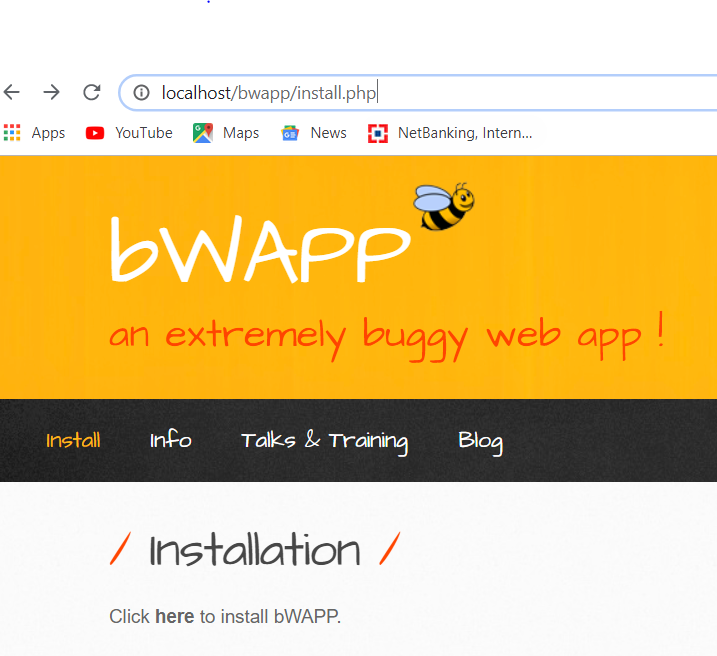 localhost/bwapp/install.php
Apps YouTube Maps News NetBanking, Intern...
bWAPP
an extremely buggy web app !
Install Info Talks & Training Blog
/ Installation /
Click here to install bWAPP.